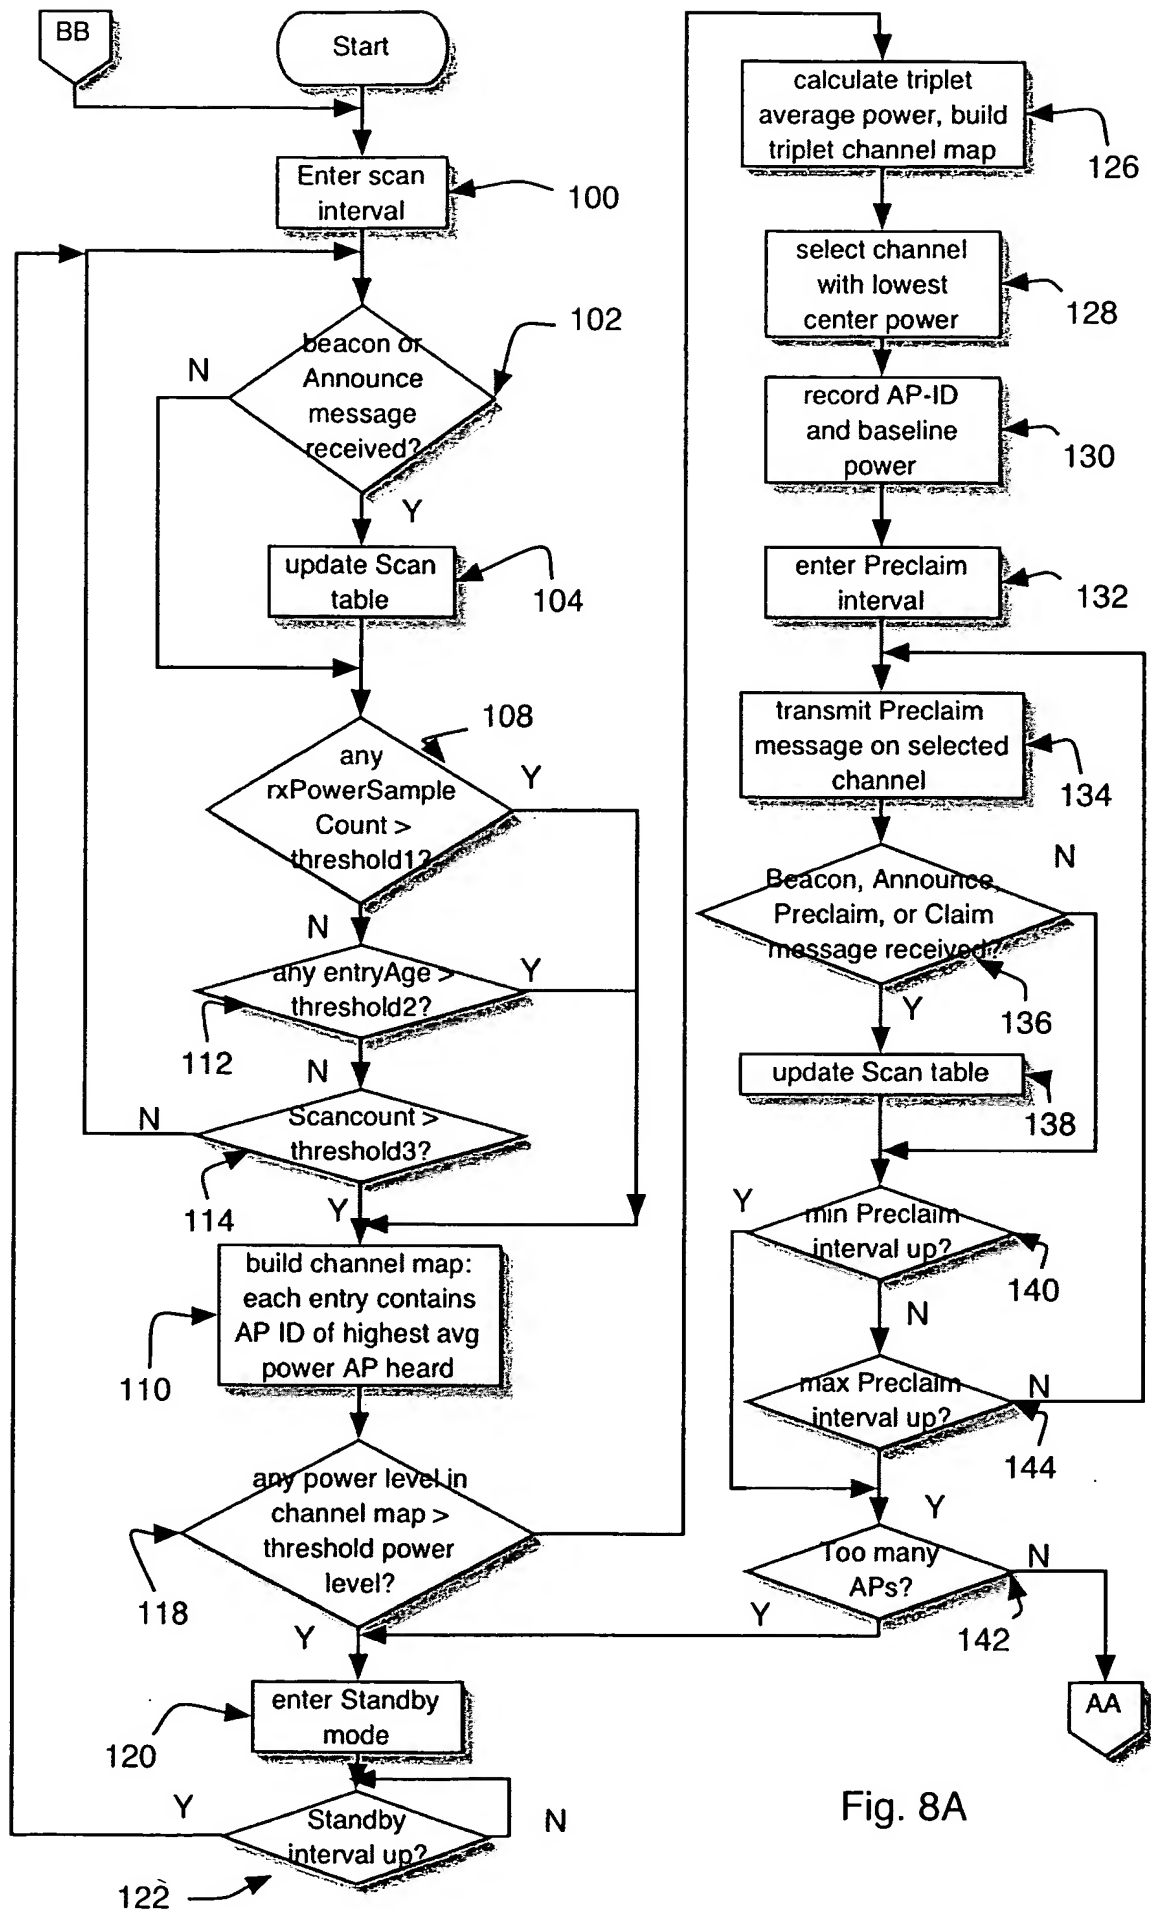 BB
Start
Enter scan
interval
100
beacon or
Announce
message
received?
102
N
Y
update Scan
table
104
any
rxPowerSample
Count >
threshold1?
108
Y
N
any entryAge >
threshold2?
Y
112
N
Scancount >
threshold3?
N
114
Y
build channel map:
each entry contains
AP ID of highest avg
power AP heard
110
any power level in
channel map >
threshold power
level?
118
Y
enter Standby
mode
120
Standby
interval up?
Y
N
122
calculate triplet
average power, build
triplet channel map
126
select channel
with lowest
center power
128
record AP-ID
and baseline
power
130
enter Preclaim
interval
132
transmit Preclaim
message on selected
channel
134
Beacon, Announce,
Preclaim, or Claim
message received?
N
136
Y
update Scan table
138
min Preclaim
interval up?
Y
140
N
max Preclaim
interval up?
N
144
Y
Too many
APs?
N
Y
142
AA
Fig. 8A